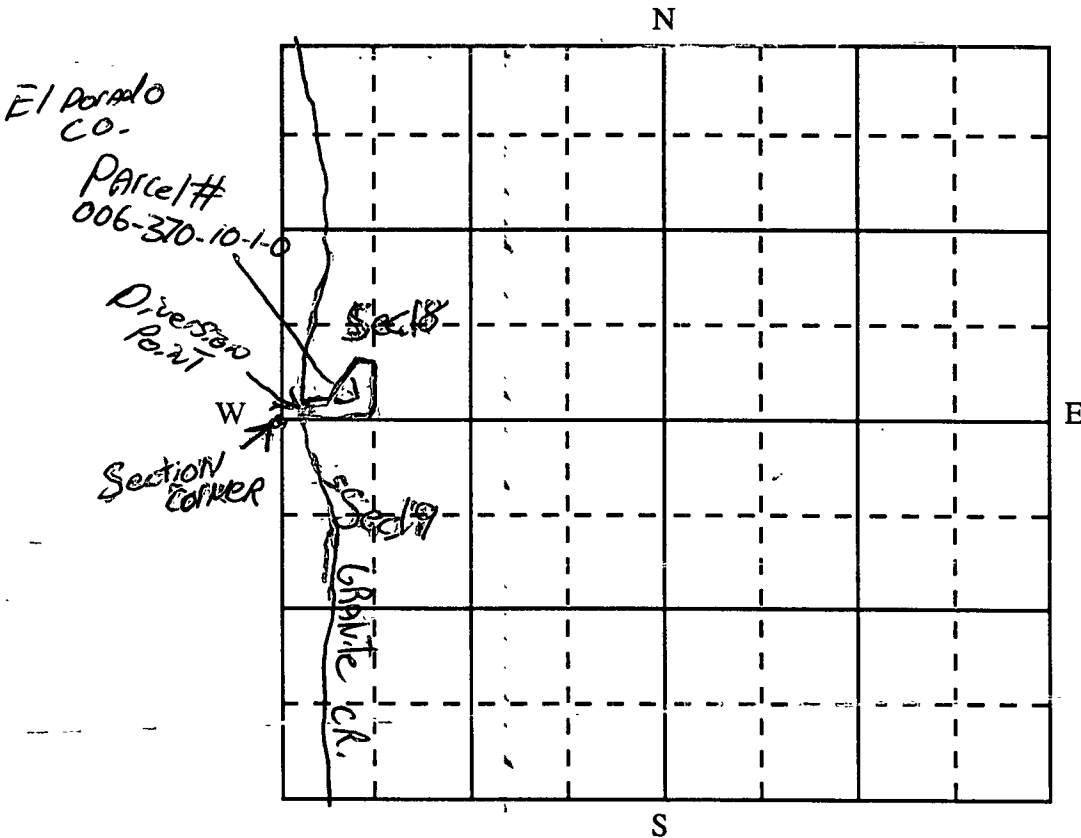 N
El Dorado
CO.
Parcel#
006-370-10-1-0
Diversion
Point
Sec.18
W
E
Section
Corner
Sec.19
GRANite CR.
S